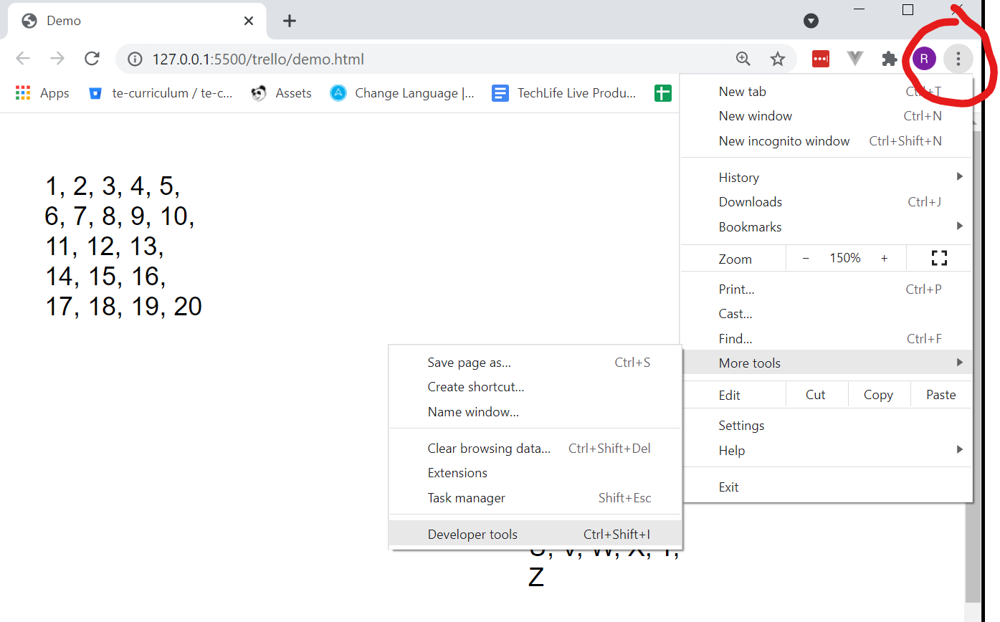 Demo
127.0.0.1:5500/trello/demo.html
R
Apps
te-curriculum / te-c...
Assets
Change Language |...
TechLife Live Produ...
1, 2, 3, 4, 5,
6, 7, 8, 9, 10,
11, 12, 13,
14, 15, 16,
17, 18, 19, 20
New tab Ctrl+T
New window Ctrl+N
New incognito window Ctrl+Shift+N
History
Downloads Ctrl+J
Bookmarks
Zoom − 150% +
Print... Ctrl+P
Cast...
Find... Ctrl+F
More tools
Edit Cut Copy Paste
Settings
Help
Exit
Save page as... Ctrl+S
Create shortcut...
Name window...
Clear browsing data... Ctrl+Shift+Del
Extensions
Task manager Shift+Esc
Developer tools Ctrl+Shift+I
U, V, W, X, Y,
Z